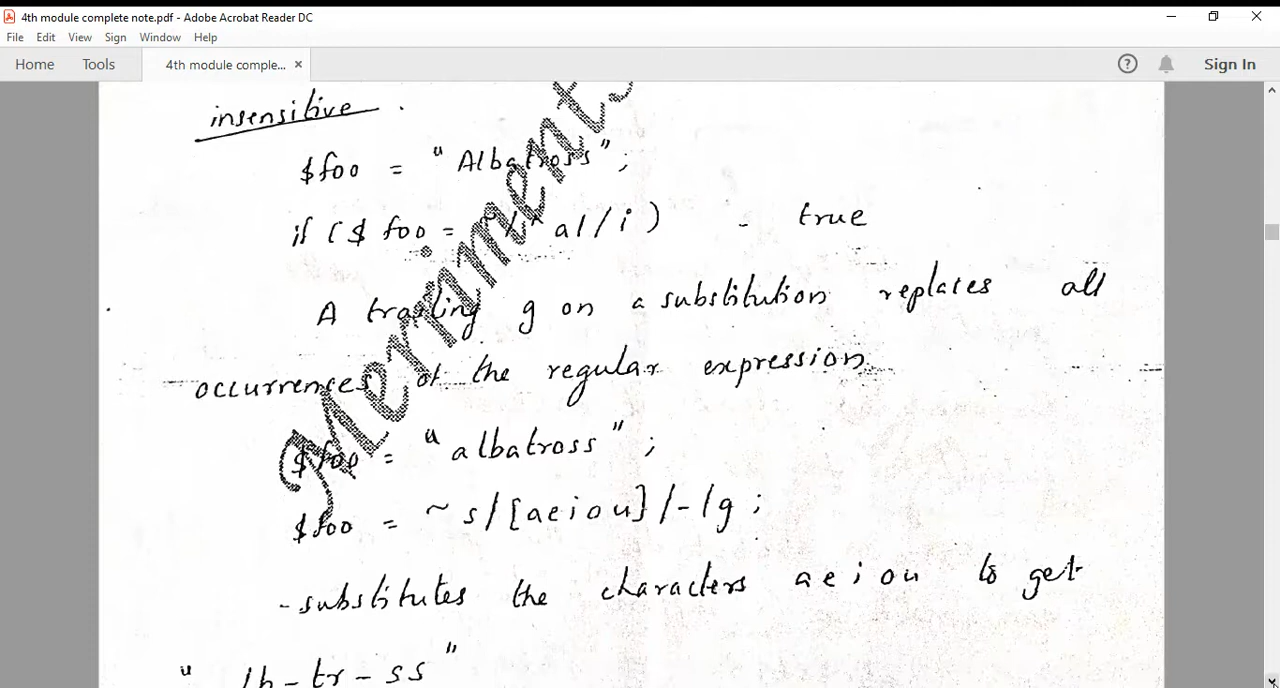 4th module complete note.pdf - Adobe Acrobat Reader DC
File Edit View Sign Window Help
Home Tools 4th module comple... × ? Sign In
insensitive .
$foo = "Albatross";
if ($ foo = al/i) - true
A trailing g on a substitution replaces all
occurrences of the regular expression.
($foo = "albatross";
$foo = ~ s/[aeiou]/-/g;
- substitutes the characters aeiou to get
" lb-tr-ss"
Meriment.